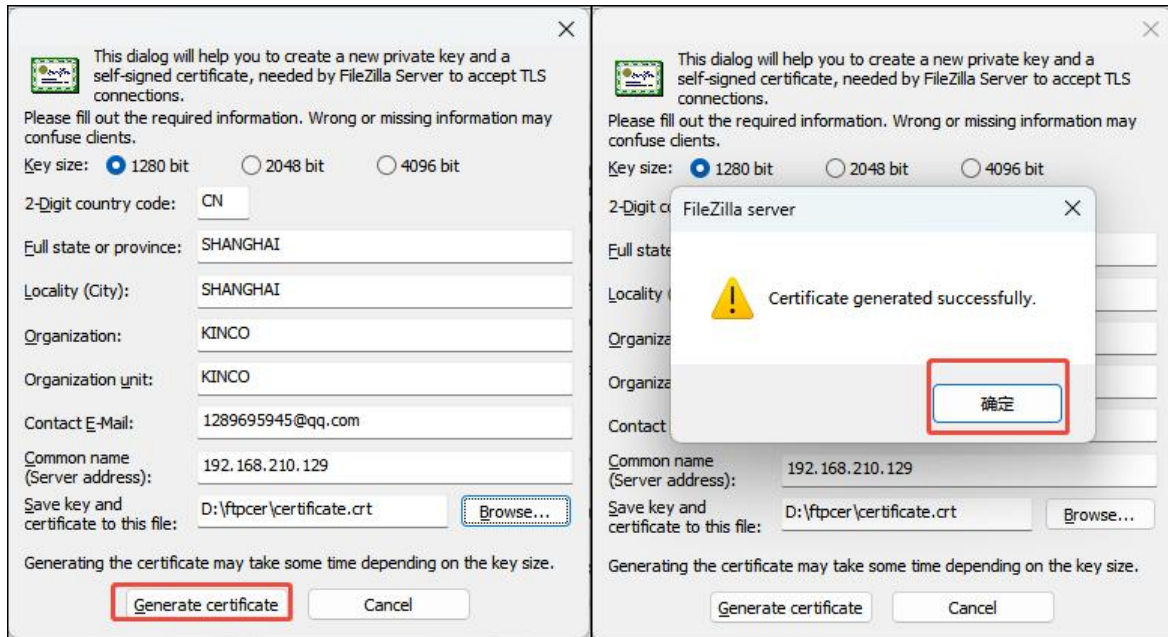 This dialog will help you to create a new private key and a
self-signed certificate, needed by FileZilla Server to accept TLS
connections.
Please fill out the required information. Wrong or missing information may
confuse clients.
Key size: 1280 bit 2048 bit 4096 bit
2-Digit country code: CN
Full state or province: SHANGHAI
Locality (City): SHANGHAI
Organization: KINCO
Organization unit: KINCO
Contact E-Mail: 1289695945@qq.com
Common name
(Server address): 192.168.210.129
Save key and
certificate to this file: D:\ftpcer\certificate.crt Browse...
Generating the certificate may take some time depending on the key size.
Generate certificate Cancel
This dialog will help you to create a new private key and a
self-signed certificate, needed by FileZilla Server to accept TLS
connections.
Please fill out the required information. Wrong or missing information may
confuse clients.
Key size: 1280 bit 2048 bit 4096 bit
2-Digit
Full state
Locality
Organiza
Organiza
Contact
FileZilla server
Certificate generated successfully.
确定
Common name
(Server address): 192.168.210.129
Save key and
certificate to this file: D:\ftpcer\certificate.crt Browse...
Generating the certificate may take some time depending on the key size.
Generate certificate Cancel